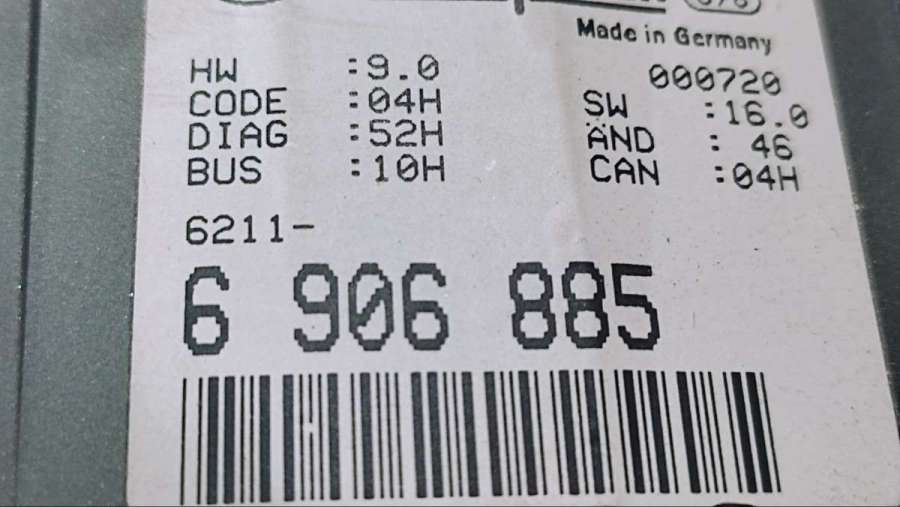 Made in Germany
HW :9.0
000720
CODE :04H
SW :16.0
DIAG :52H
ÄND : 46
BUS :10H
CAN :04H
6211-
6 906 885